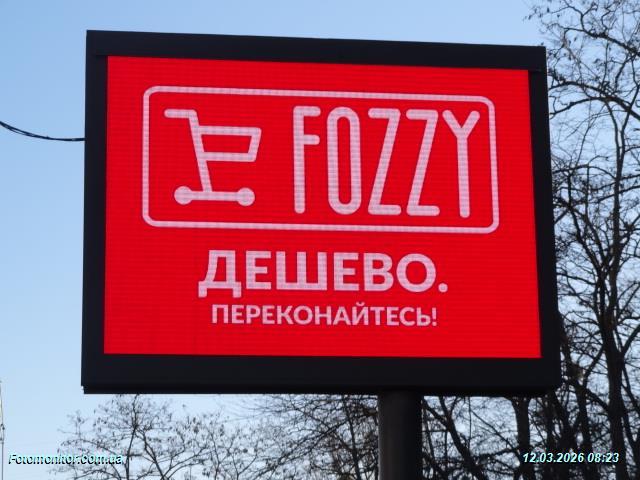 FOZZY
ДЕШЕВО.
ПЕРЕКОНАЙТЕСЬ!
Fotomonitor.com.ua
12.03.2026 08:23